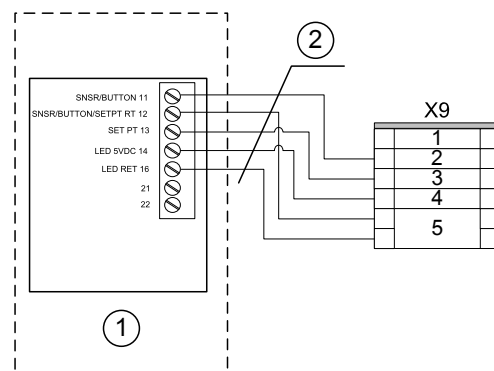 2
X9
SNSR/BUTTON 11
SNSR/BUTTON/SETPT RT 12
SET PT 13
LED 5VDC 14
LED RET 16
21
22
1
2
3
4
5
1